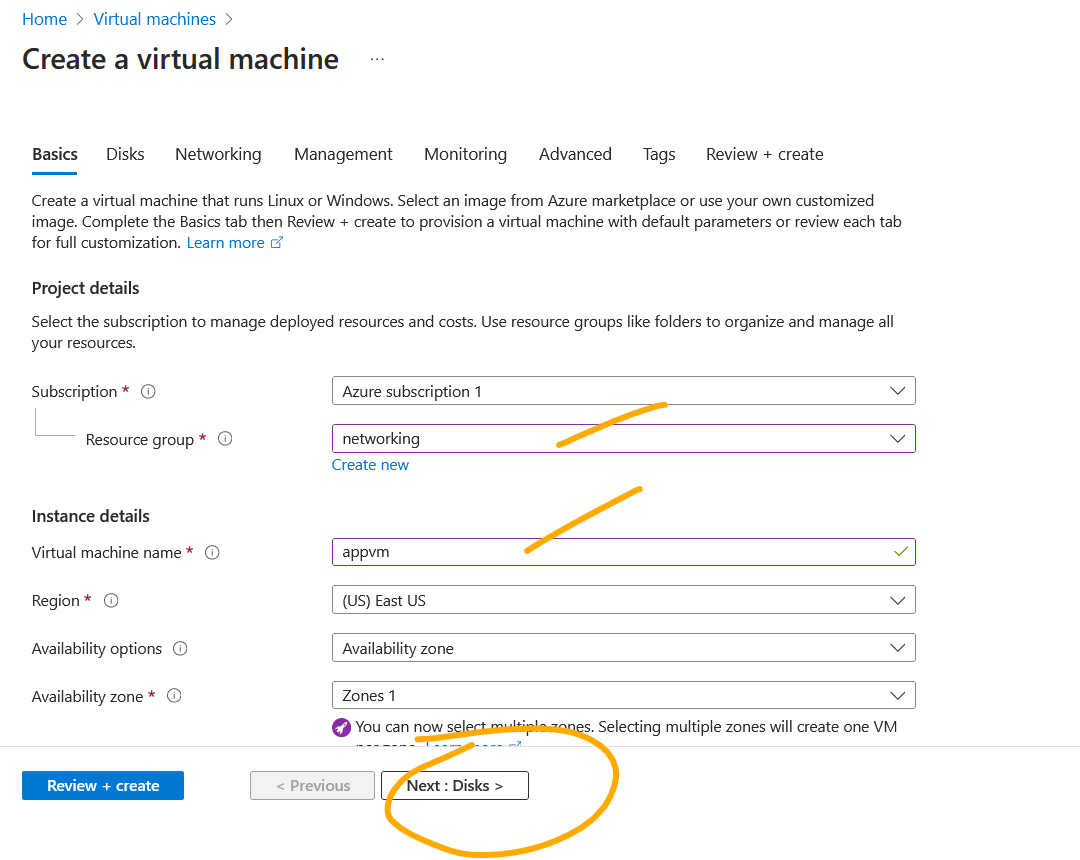 Home > Virtual machines >
Create a virtual machine ...
Basics Disks Networking Management Monitoring Advanced Tags Review + create
Create a virtual machine that runs Linux or Windows. Select an image from Azure marketplace or use your own customized
image. Complete the Basics tab then Review + create to provision a virtual machine with default parameters or review each tab
for full customization. Learn more
Project details
Select the subscription to manage deployed resources and costs. Use resource groups like folders to organize and manage all
your resources.
Subscription * Azure subscription 1
Resource group * networking
Create new
Instance details
Virtual machine name * appvm
Region * (US) East US
Availability options Availability zone
Availability zone * Zones 1
You can now select multiple zones. Selecting multiple zones will create one VM
per zone. Learn more
Review + create < Previous Next : Disks >